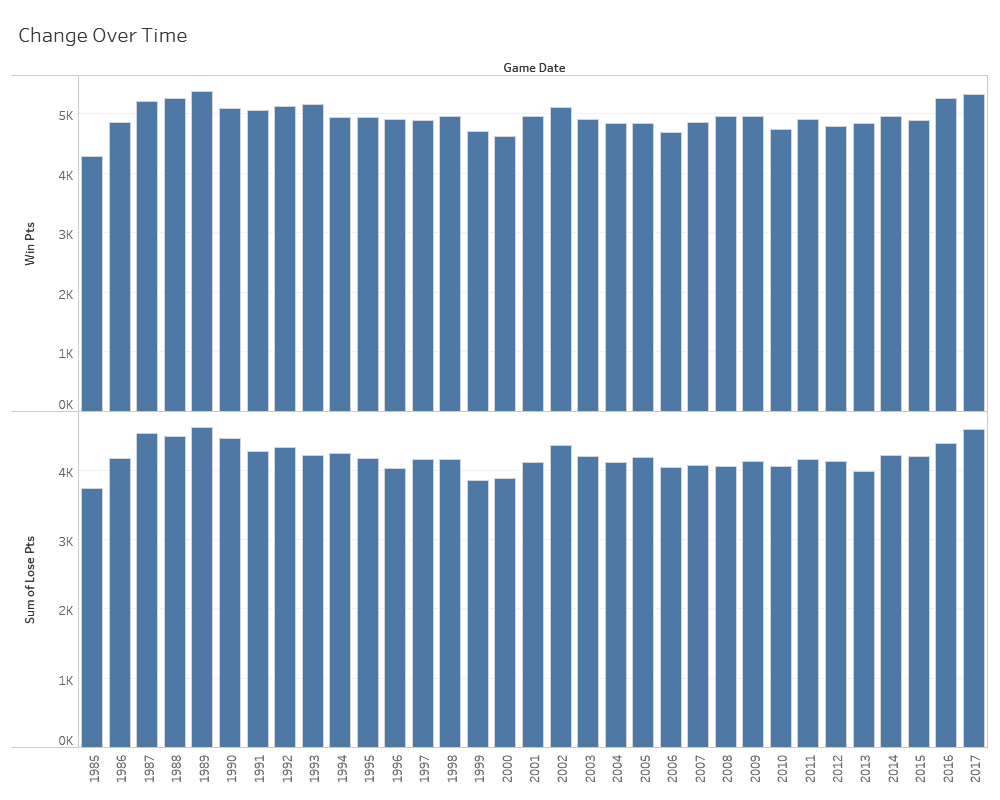 Change Over Time
Game Date
Win Pts
5K
4K
3K
2K
1K
0K
Sum of Lose Pts
4K
3K
2K
1K
0K
1985 1986 1987 1988 1989 1990 1991 1992 1993 1994 1995 1996 1997 1998 1999 2000 2001 2002 2003 2004 2005 2006 2007 2008 2009 2010 2011 2012 2013 2014 2015 2016 2017